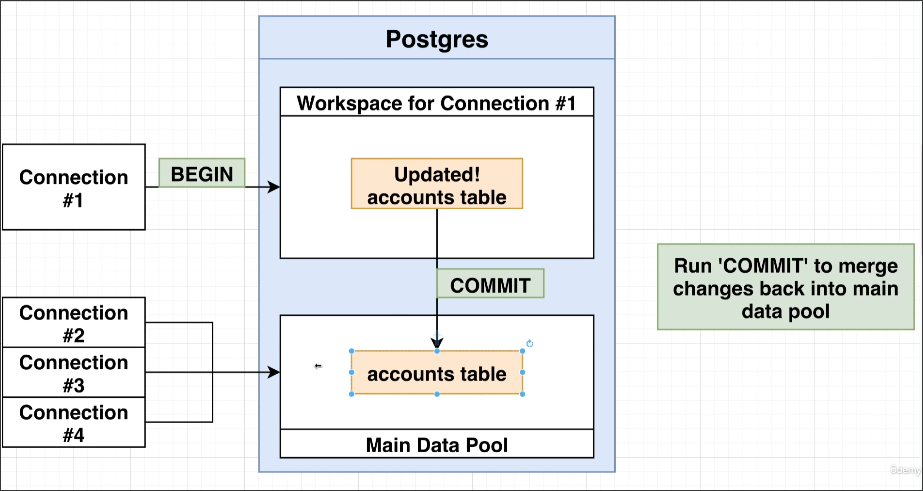 Postgres
Workspace for Connection #1
Connection
#1
BEGIN
Updated!
accounts table
COMMIT
Run 'COMMIT' to merge
changes back into main
data pool
Connection
#2
Connection
#3
Connection
#4
accounts table
Main Data Pool
ûdemy